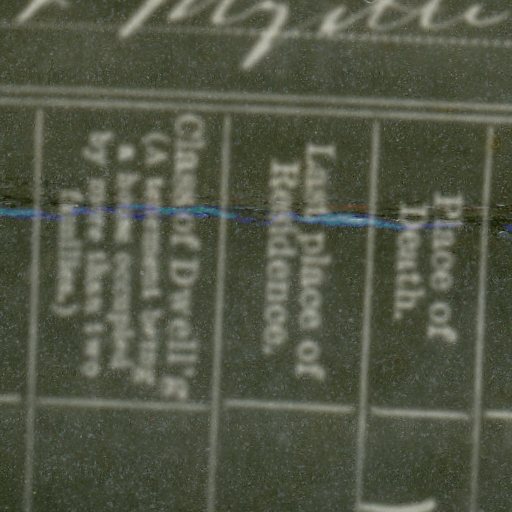 Myrtle
Place of
Death.
Last place of
Residence.
Class of Dwell'g
(A tenement being
a house occupied
by more than two
families.)